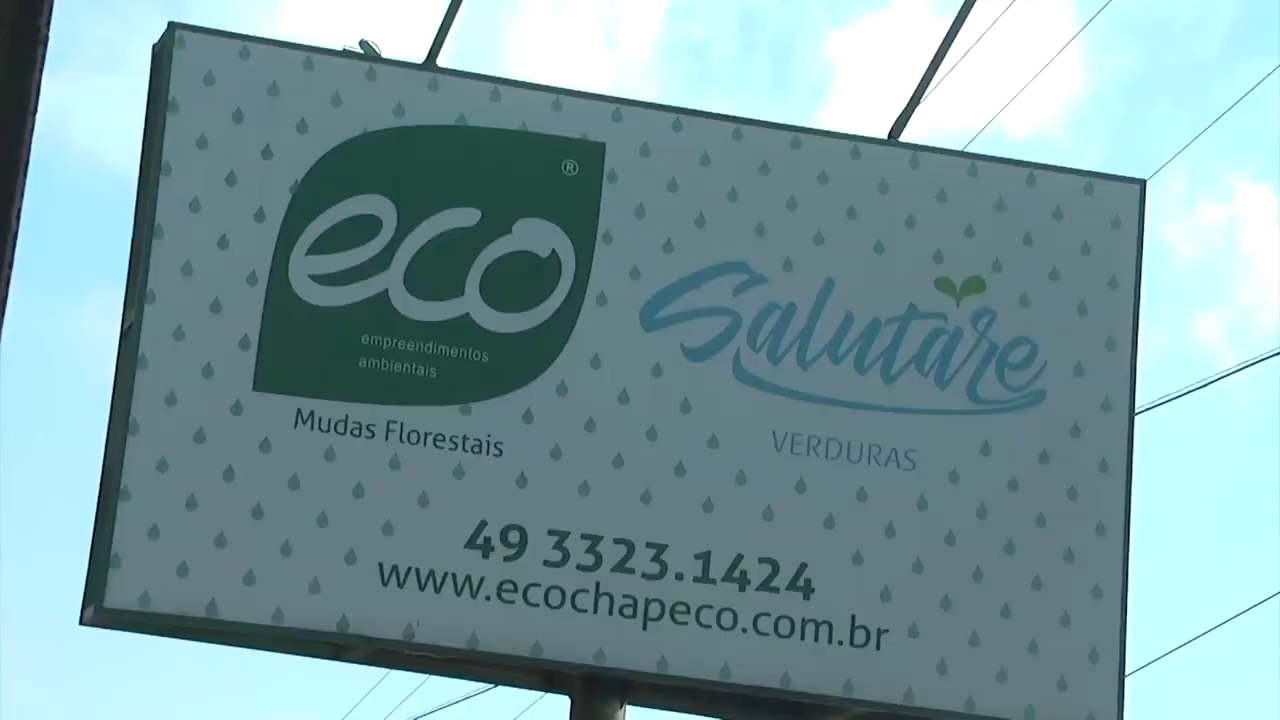 ®
eco
empreendimentos
ambientais
Mudas Florestais
Salutare
VERDURAS
49 3323.1424
www.ecochapeco.com.br